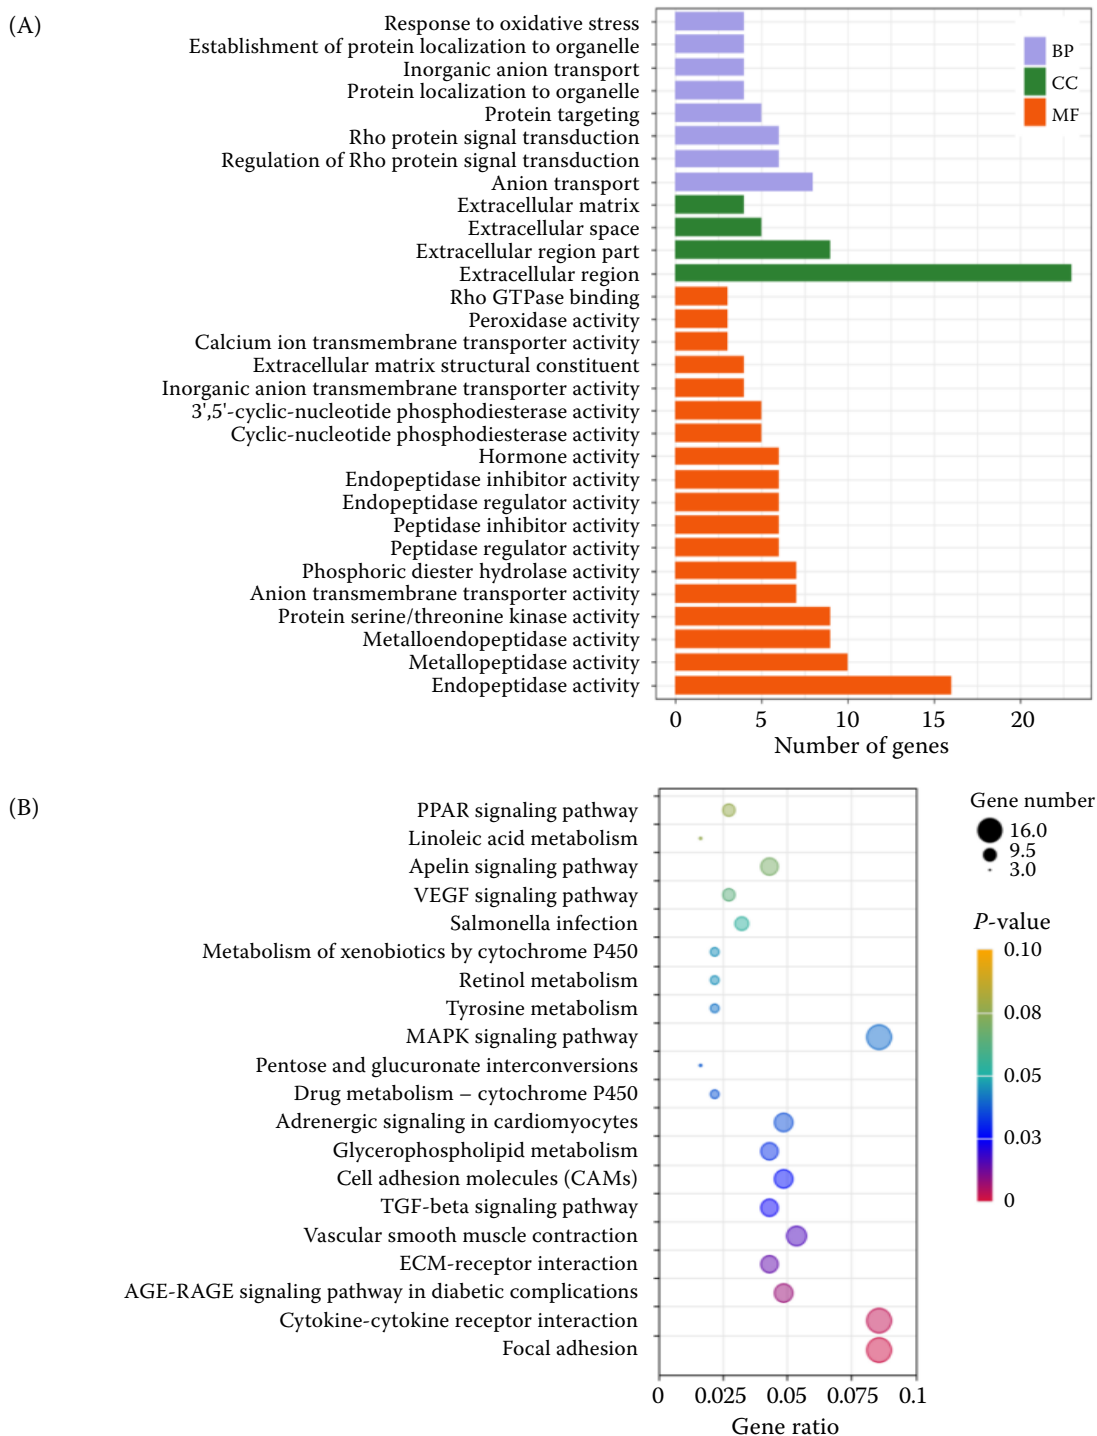 (A)
Response to oxidative stress
Establishment of protein localization to organelle
Inorganic anion transport
Protein localization to organelle
Protein targeting
Rho protein signal transduction
Regulation of Rho protein signal transduction
Anion transport
Extracellular matrix
Extracellular space
Extracellular region part
Extracellular region
Rho GTPase binding
Peroxidase activity
Calcium ion transmembrane transporter activity
Extracellular matrix structural constituent
Inorganic anion transmembrane transporter activity
3',5'-cyclic-nucleotide phosphodiesterase activity
Cyclic-nucleotide phosphodiesterase activity
Hormone activity
Endopeptidase inhibitor activity
Endopeptidase regulator activity
Peptidase inhibitor activity
Peptidase regulator activity
Phosphoric diester hydrolase activity
Anion transmembrane transporter activity
Protein serine/threonine kinase activity
Metalloendopeptidase activity
Metallopeptidase activity
Endopeptidase activity
BP
CC
MF
0 5 10 15 20
Number of genes
(B)
PPAR signaling pathway
Linoleic acid metabolism
Apelin signaling pathway
VEGF signaling pathway
Salmonella infection
Metabolism of xenobiotics by cytochrome P450
Retinol metabolism
Tyrosine metabolism
MAPK signaling pathway
Pentose and glucuronate interconversions
Drug metabolism – cytochrome P450
Adrenergic signaling in cardiomyocytes
Glycerophospholipid metabolism
Cell adhesion molecules (CAMs)
TGF-beta signaling pathway
Vascular smooth muscle contraction
ECM-receptor interaction
AGE-RAGE signaling pathway in diabetic complications
Cytokine-cytokine receptor interaction
Focal adhesion
0 0.025 0.05 0.075 0.1
Gene ratio
Gene number
16.0
9.5
3.0
P-value
0.10
0.08
0.05
0.03
0